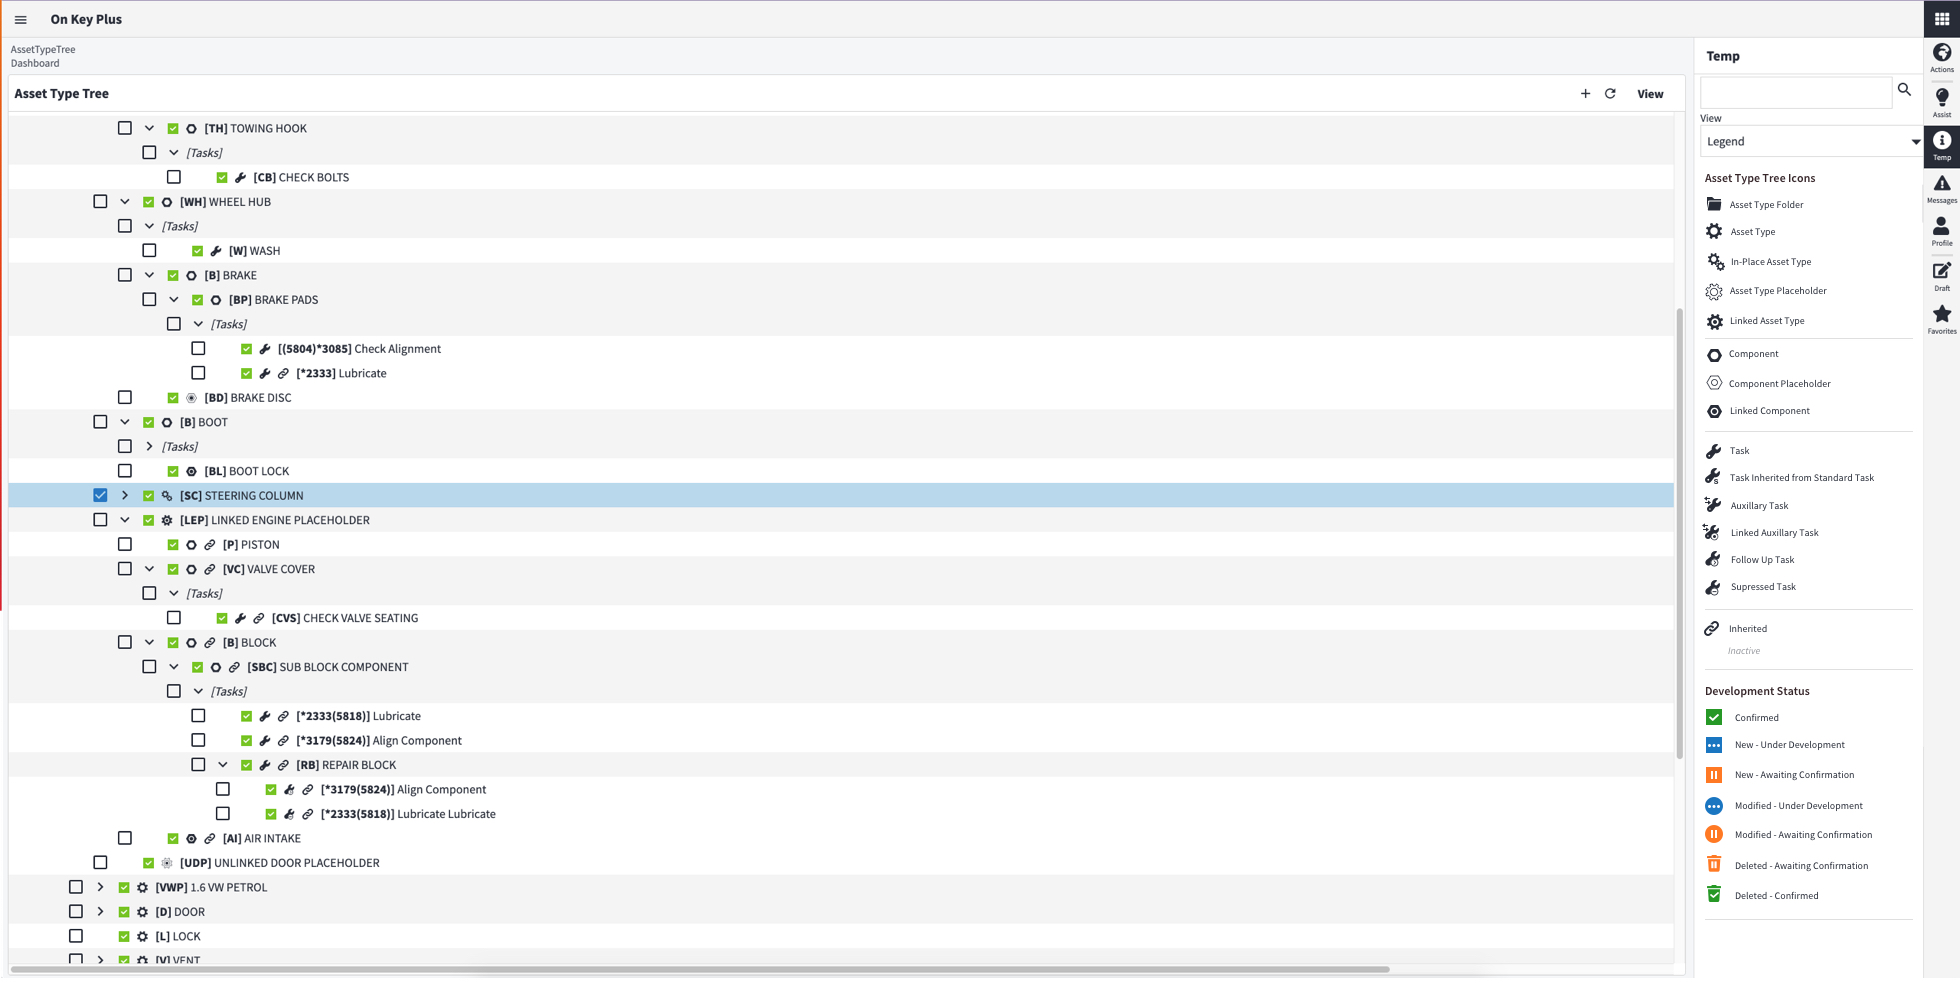 On Key Plus
AssetTypeTree
Dashboard
Asset Type Tree
View
[TH] TOWING HOOK
[Tasks]
[CB] CHECK BOLTS
[WH] WHEEL HUB
[Tasks]
[W] WASH
[B] BRAKE
[BP] BRAKE PADS
[Tasks]
[(5804)*3085] Check Alignment
[*2333] Lubricate
[BD] BRAKE DISC
[B] BOOT
[Tasks]
[BL] BOOT LOCK
[SC] STEERING COLUMN
[LEP] LINKED ENGINE PLACEHOLDER
[P] PISTON
[VC] VALVE COVER
[Tasks]
[CVS] CHECK VALVE SEATING
[B] BLOCK
[SBC] SUB BLOCK COMPONENT
[Tasks]
[*2333(5818)] Lubricate
[*3179(5824)] Align Component
[RB] REPAIR BLOCK
[*3179(5824)] Align Component
[*2333(5818)] Lubricate Lubricate
[AI] AIR INTAKE
[UDP] UNLINKED DOOR PLACEHOLDER
[VWP] 1.6 VW PETROL
[D] DOOR
[L] LOCK
[V] VENT
Temp
View
Legend
Asset Type Tree Icons
Asset Type Folder
Asset Type
In-Place Asset Type
Asset Type Placeholder
Linked Asset Type
Component
Component Placeholder
Linked Component
Task
Task Inherited from Standard Task
Auxillary Task
Linked Auxillary Task
Follow Up Task
Supressed Task
Inherited
Inactive
Development Status
Confirmed
New - Under Development
New - Awaiting Confirmation
Modified - Under Development
Modified - Awaiting Confirmation
Deleted - Awaiting Confirmation
Deleted - Confirmed
Actions
Assist
Temp
Messages
Profile
Draft
Favorites